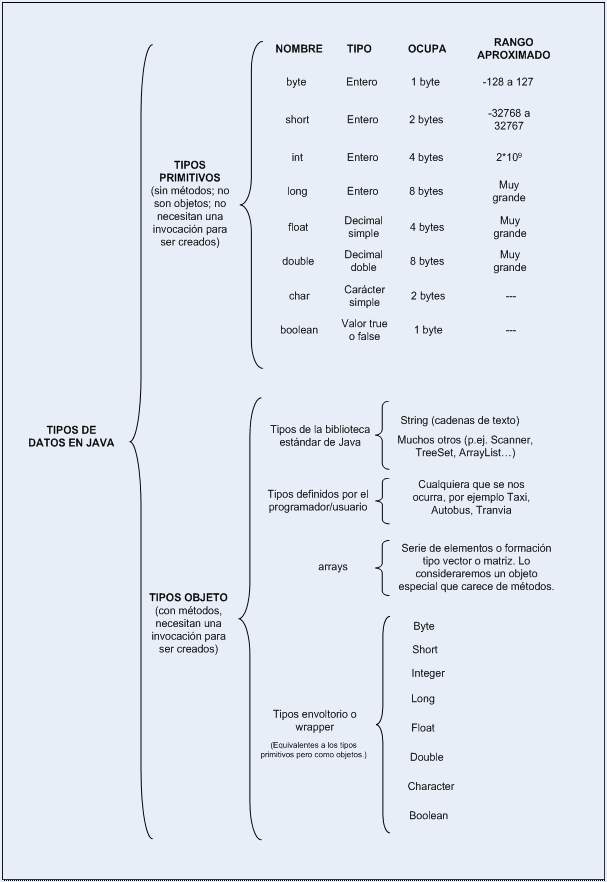 NOMBRE TIPO OCUPA RANGO APROXIMADO
byte Entero 1 byte -128 a 127
short Entero 2 bytes -32768 a
32767
int Entero 4 bytes 2*10⁹
long Entero 8 bytes Muy
grande
float Decimal
simple 4 bytes Muy
grande
double Decimal
doble 8 bytes Muy
grande
char Carácter
simple 2 bytes ---
boolean Valor true
o false 1 byte ---
TIPOS
PRIMITIVOS
(sin métodos; no
son objetos; no
necesitan una
invocación para
ser creados)
TIPOS DE
DATOS EN JAVA
TIPOS OBJETO
(con métodos,
necesitan una
invocación para
ser creados)
Tipos de la biblioteca
estándar de Java
String (cadenas de texto)
Muchos otros (p.ej. Scanner,
TreeSet, ArrayList…)
Tipos definidos por el
programador/usuario
Cualquiera que se nos
ocurra, por ejemplo Taxi,
Autobus, Tranvia
arrays
Serie de elementos o formación
tipo vector o matriz. Lo
consideraremos un objeto
especial que carece de métodos.
Tipos envoltorio o
wrapper
(Equivalentes a los tipos
primitivos pero como objetos.)
Byte
Short
Integer
Long
Float
Double
Character
Boolean